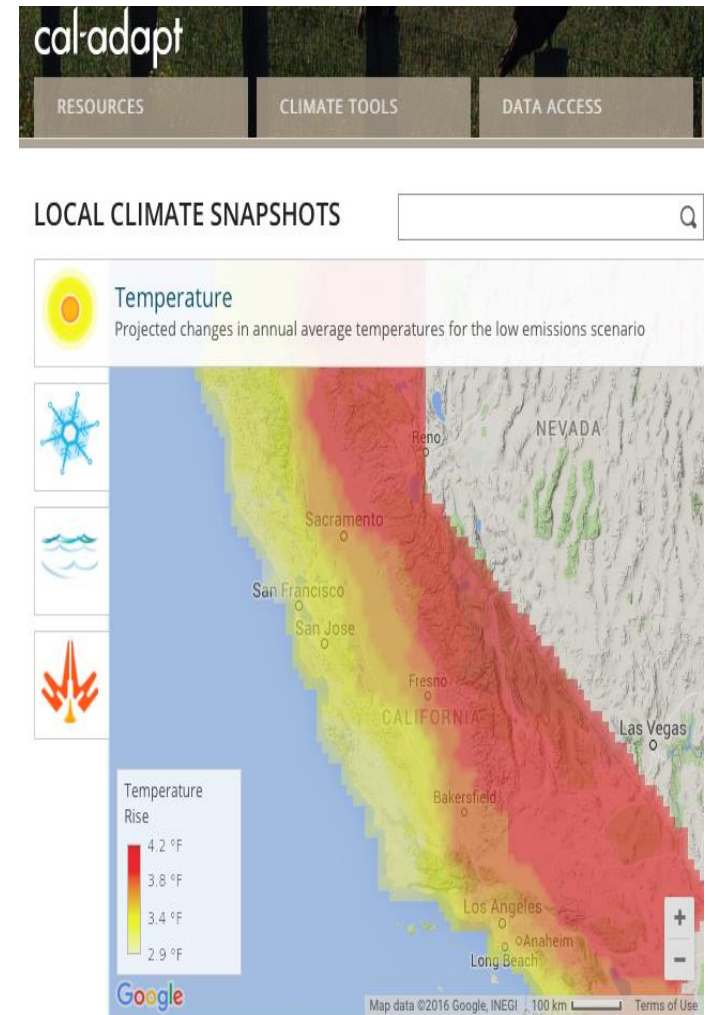 cal-adapt
RESOURCES
CLIMATE TOOLS
DATA ACCESS
LOCAL CLIMATE SNAPSHOTS
Temperature
Projected changes in annual average temperatures for the low emissions scenario
Reno
NEVADA
Sacramento
San Francisco
San Jose
Fresno
CALIFORNIA
Las Vegas
Bakersfield
Los Angeles
Anaheim
Long Beach
Temperature
Rise
4.2 °F
3.8 °F
3.4 °F
2.9 °F
+
−
Google
Map data ©2016 Google, INEGI
100 km
Terms of Use